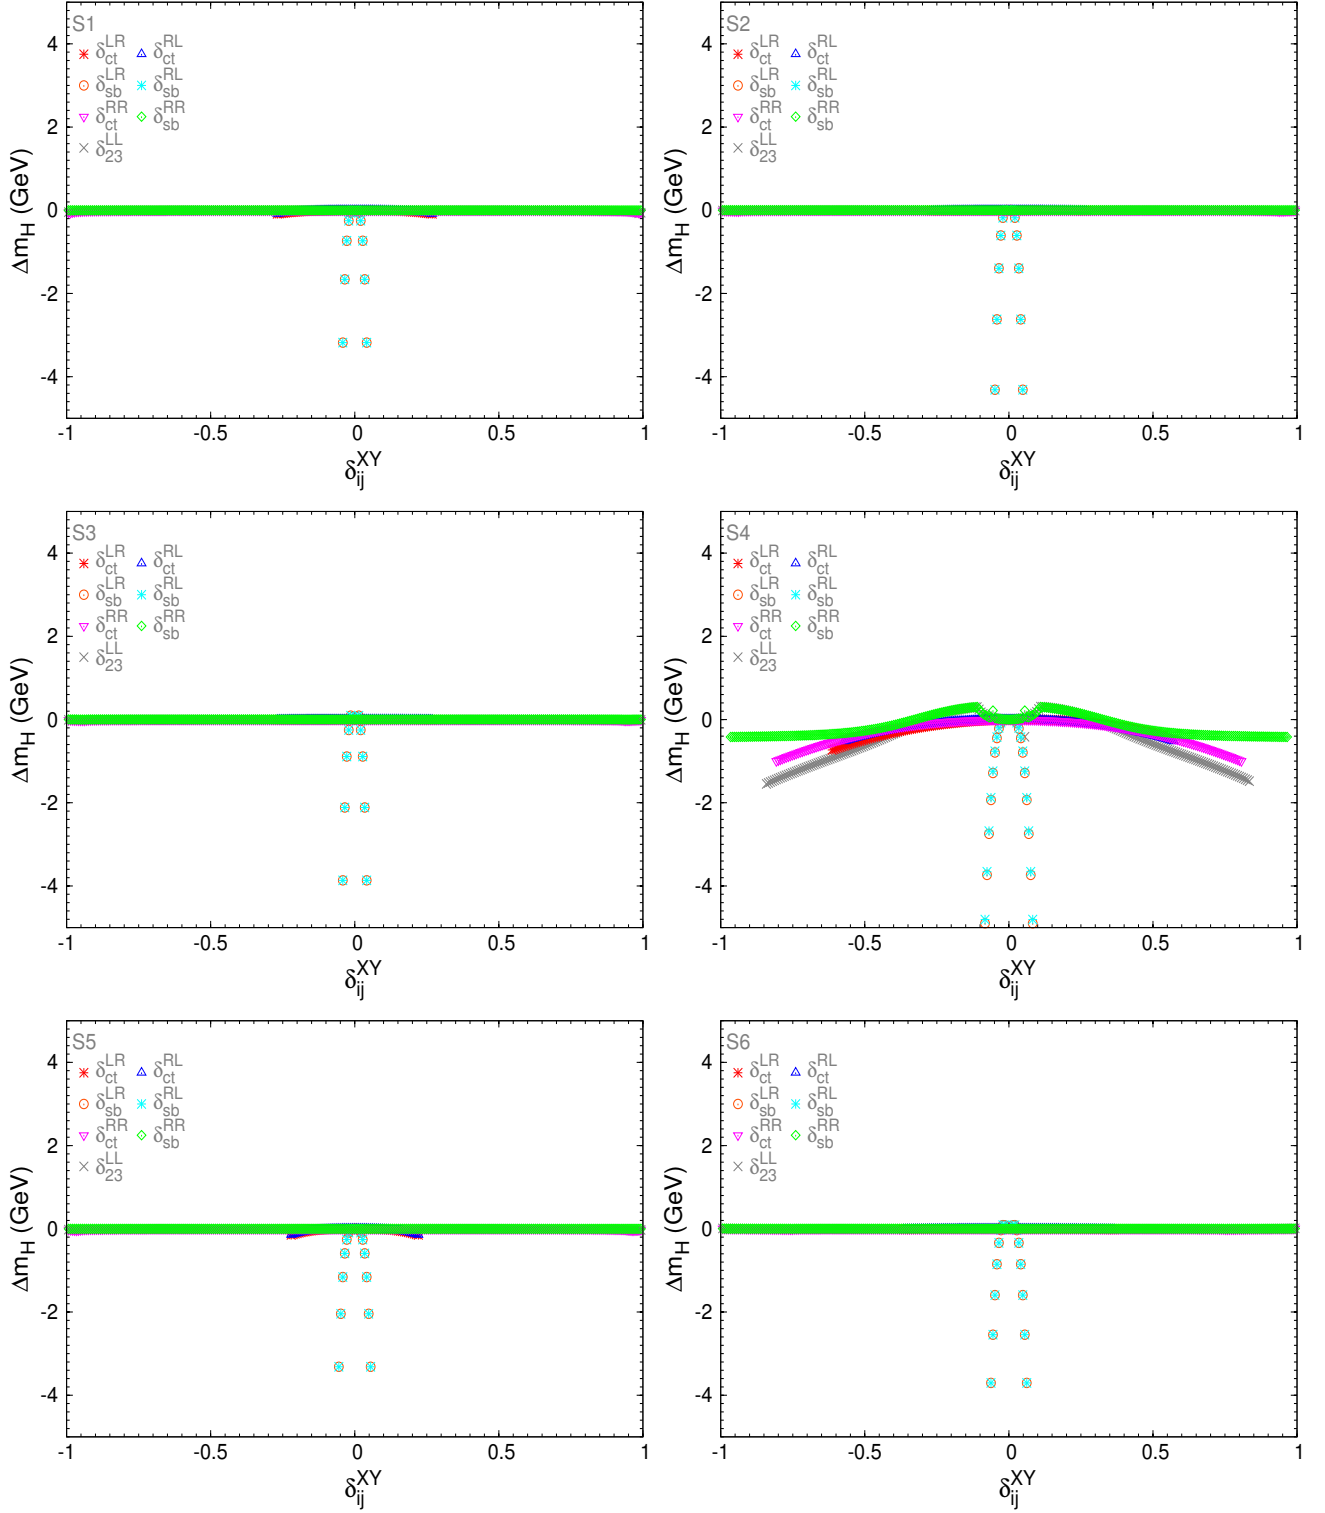 S1
δ_ct^LR δ_ct^RL
δ_sb^LR δ_sb^RL
δ_ct^RR δ_sb^RR
δ_23^LL
4
2
0
-2
-4
Δm_H (GeV)
-1 -0.5 0 0.5 1
δ_ij^XY
S2
δ_ct^LR δ_ct^RL
δ_sb^LR δ_sb^RL
δ_ct^RR δ_sb^RR
δ_23^LL
4
2
0
-2
-4
Δm_H (GeV)
-1 -0.5 0 0.5 1
δ_ij^XY
S3
δ_ct^LR δ_ct^RL
δ_sb^LR δ_sb^RL
δ_ct^RR δ_sb^RR
δ_23^LL
4
2
0
-2
-4
Δm_H (GeV)
-1 -0.5 0 0.5 1
δ_ij^XY
S4
δ_ct^LR δ_ct^RL
δ_sb^LR δ_sb^RL
δ_ct^RR δ_sb^RR
δ_23^LL
4
2
0
-2
-4
Δm_H (GeV)
-1 -0.5 0 0.5 1
δ_ij^XY
S5
δ_ct^LR δ_ct^RL
δ_sb^LR δ_sb^RL
δ_ct^RR δ_sb^RR
δ_23^LL
4
2
0
-2
-4
Δm_H (GeV)
-1 -0.5 0 0.5 1
δ_ij^XY
S6
δ_ct^LR δ_ct^RL
δ_sb^LR δ_sb^RL
δ_ct^RR δ_sb^RR
δ_23^LL
4
2
0
-2
-4
Δm_H (GeV)
-1 -0.5 0 0.5 1
δ_ij^XY